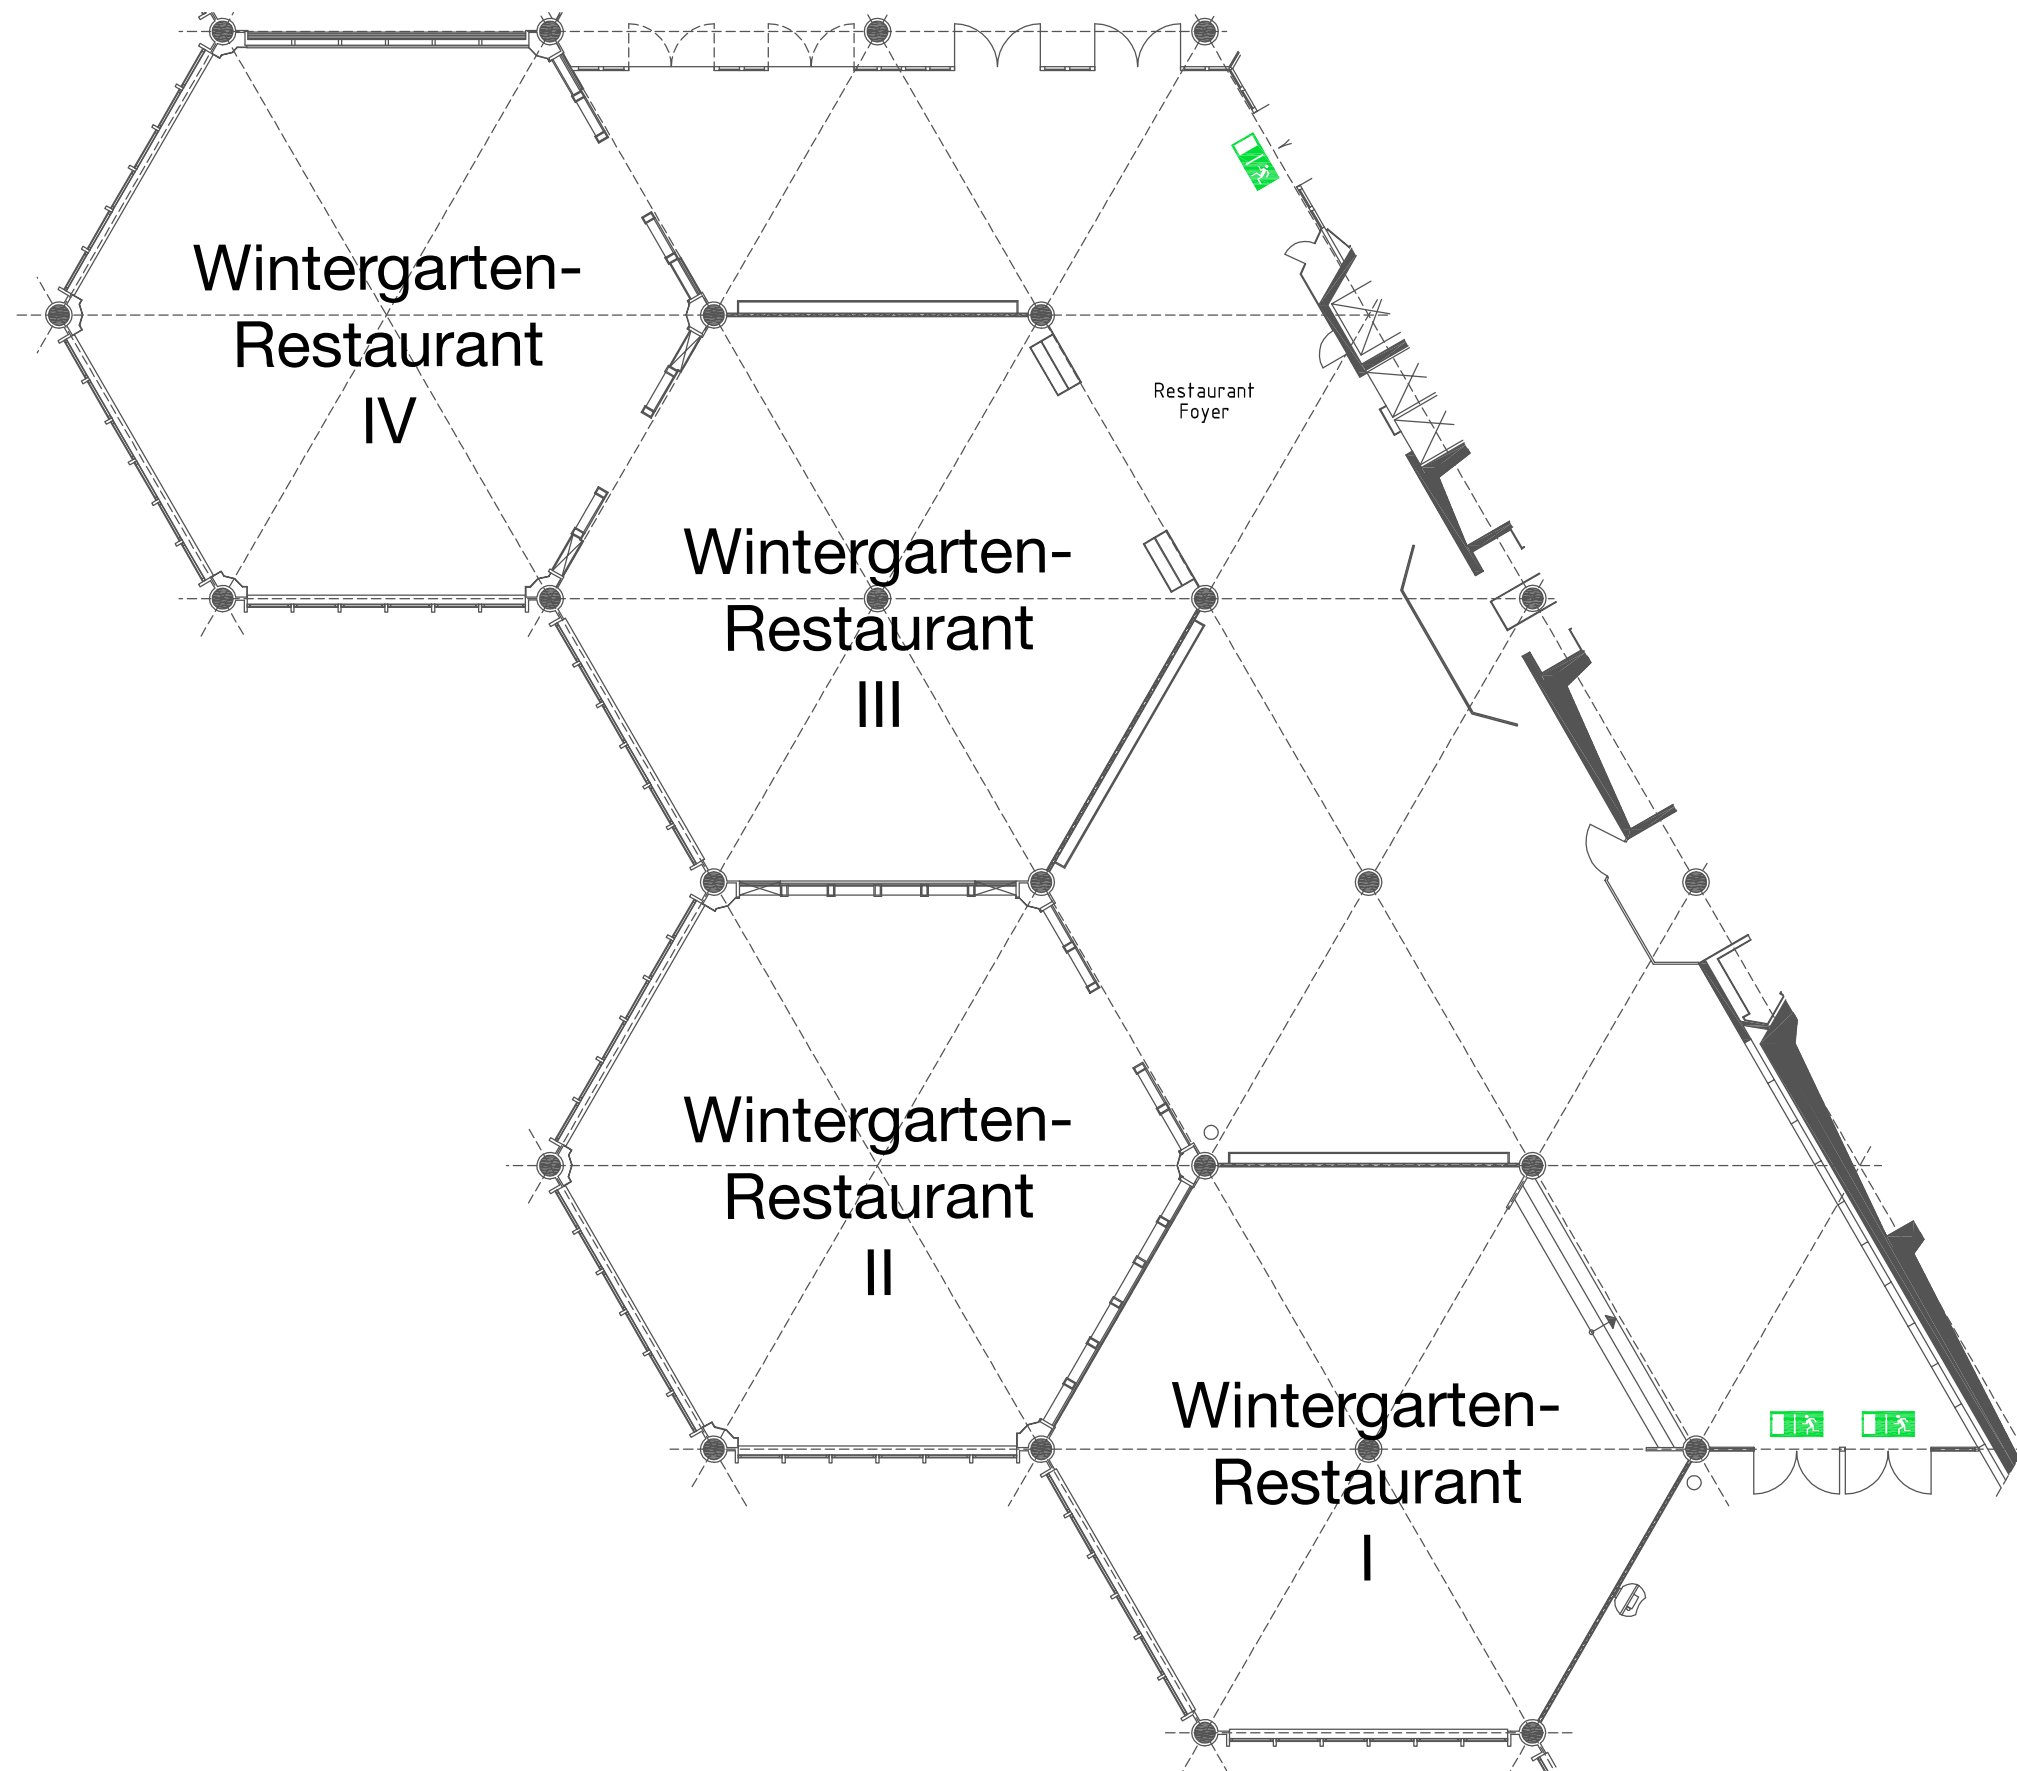 Wintergarten-
Restaurant
IV
Restaurant
Foyer
Wintergarten-
Restaurant
III
Wintergarten-
Restaurant
II
Wintergarten-
Restaurant
I